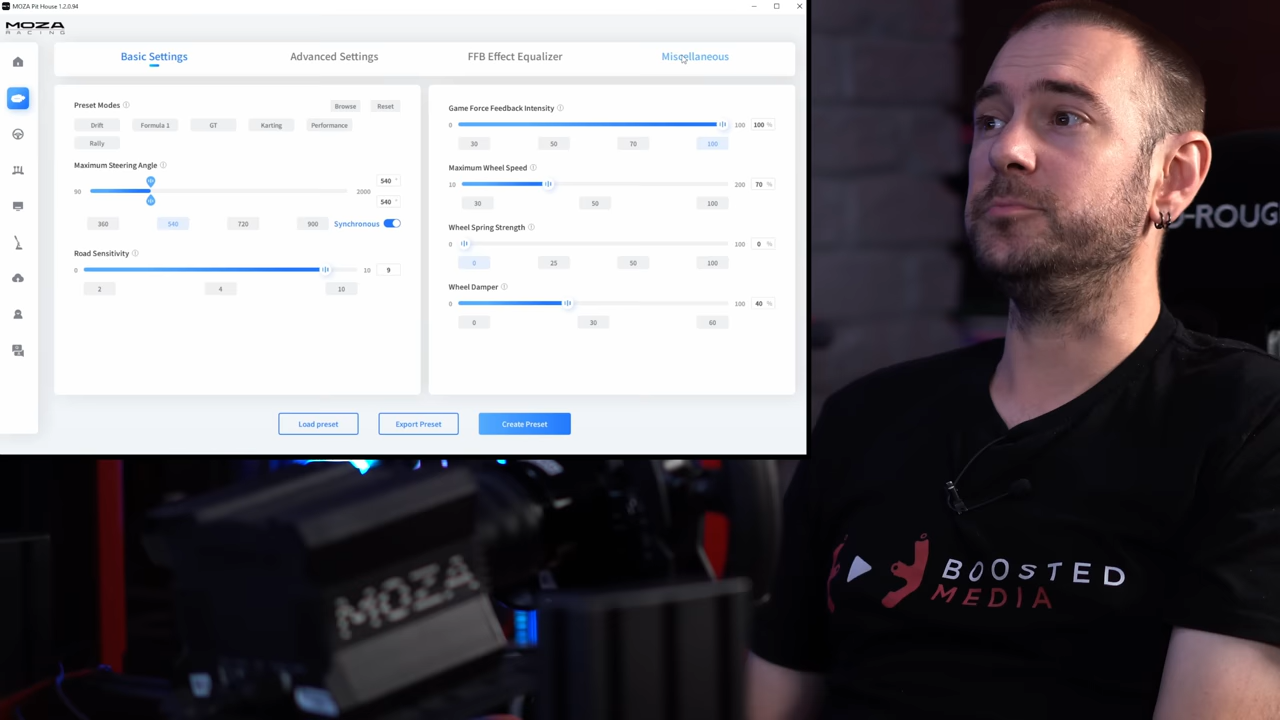 MOZA Pit House 1.2.0.94
MOZA
RACING
Basic Settings
Advanced Settings
FFB Effect Equalizer
Miscellaneous
Preset Modes
Browse
Reset
Drift
Formula 1
GT
Karting
Performance
Rally
Maximum Steering Angle
540 °
90
2000
540 °
360
540
720
900
Synchronous
Road Sensitivity
0
10
9
2
4
10
Game Force Feedback Intensity
0
100
100 %
30
50
70
100
Maximum Wheel Speed
10
200
70 %
30
50
100
Wheel Spring Strength
0
100
0 %
0
25
50
100
Wheel Damper
0
100
40 %
0
30
60
Load preset
Export Preset
Create Preset
D-ROUG
MOZA
BOOSTED
MEDIA